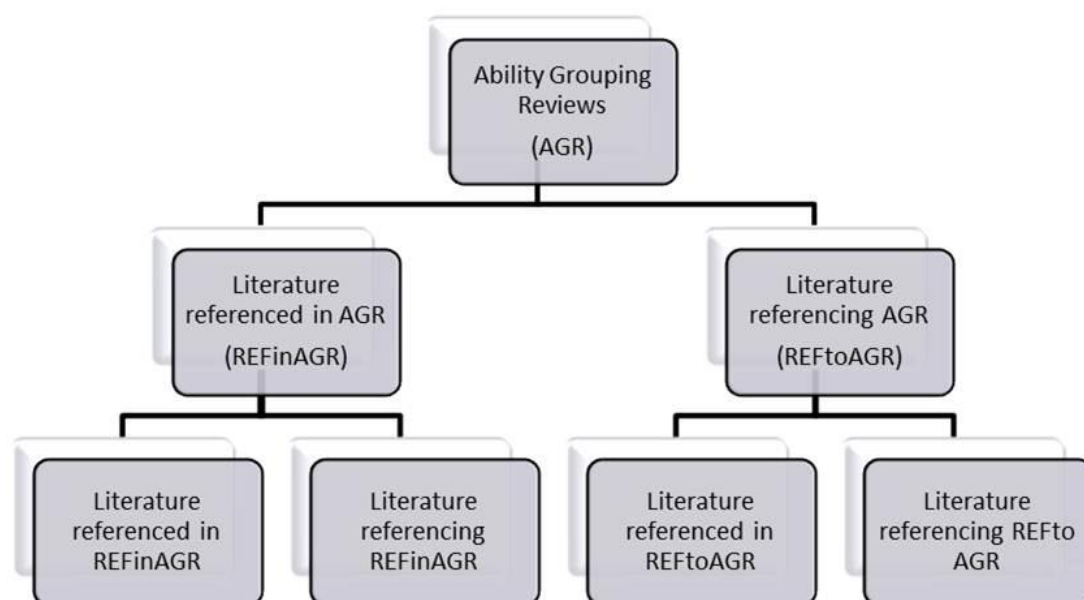 Ability Grouping
Reviews
(AGR)
Literature
referenced in AGR
(REFinAGR)
Literature
referencing AGR
(REFtoAGR)
Literature
referenced in
REFinAGR
Literature
referencing
REFinAGR
Literature
referenced in
REFtoAGR
Literature
referencing REFto
AGR